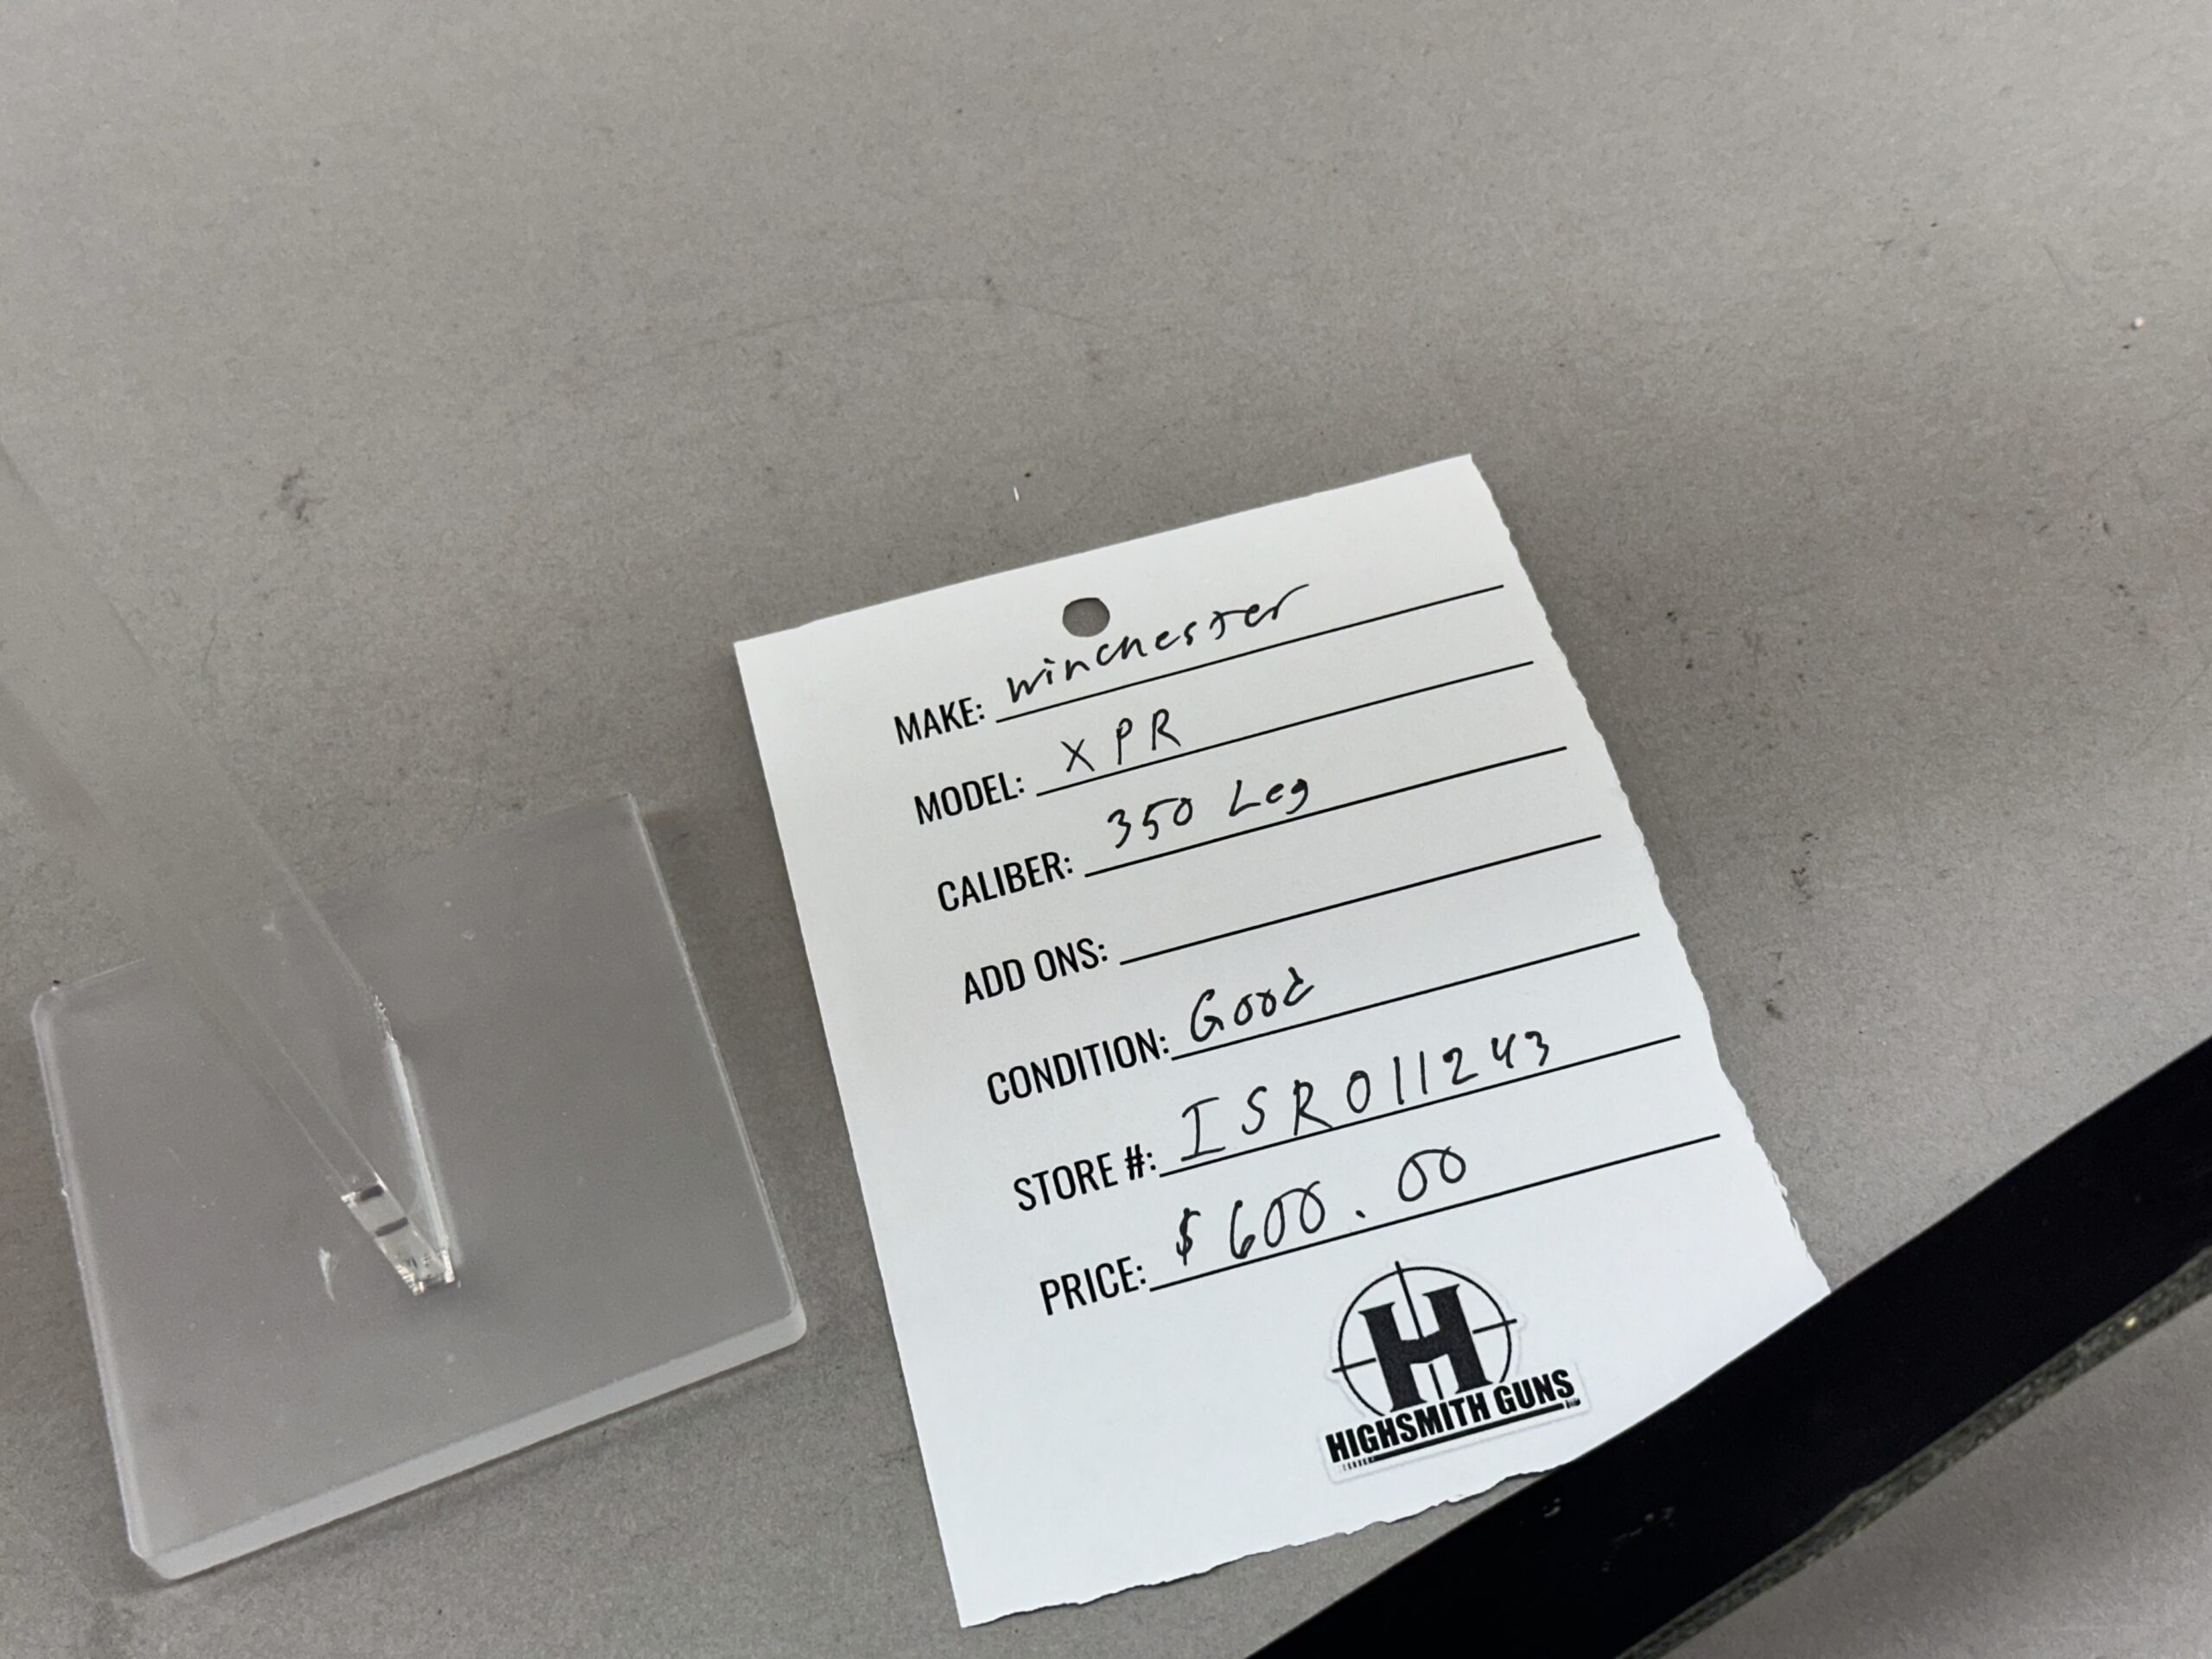 MAKE: winchester
MODEL: XPR
CALIBER: 350 Leg
ADD ONS:
CONDITION: Good
STORE #: ISR011243
PRICE: $600.00
H
HIGHSMITH GUNS